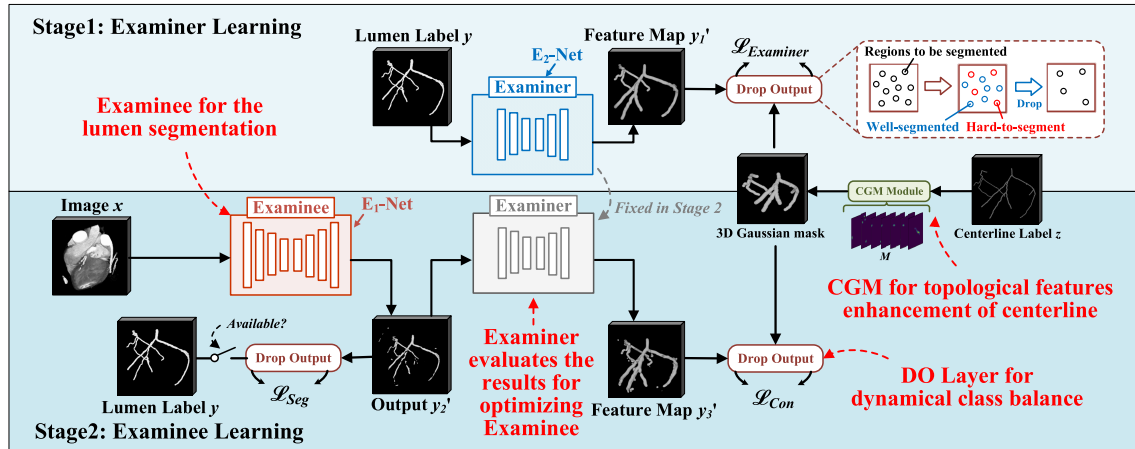 Stage1: Examiner Learning
Lumen Label y
Feature Map y₁'
ℒExaminer
Regions to be segmented
E₂-Net
Examiner
Drop Output
Drop
Well-segmented
Hard-to-segment
Examinee for the
lumen segmentation
Image x
Examinee
E₁-Net
Examiner
Fixed in Stage 2
3D Gaussian mask
CGM Module
M
Centerline Label z
CGM for topological features
enhancement of centerline
Available?
Drop Output
ℒSeg
Lumen Label y
Output y₂'
Examiner
evaluates the
results for
optimizing
Examinee
Feature Map y₃'
Drop Output
ℒCon
DO Layer for
dynamical class balance
Stage2: Examinee Learning